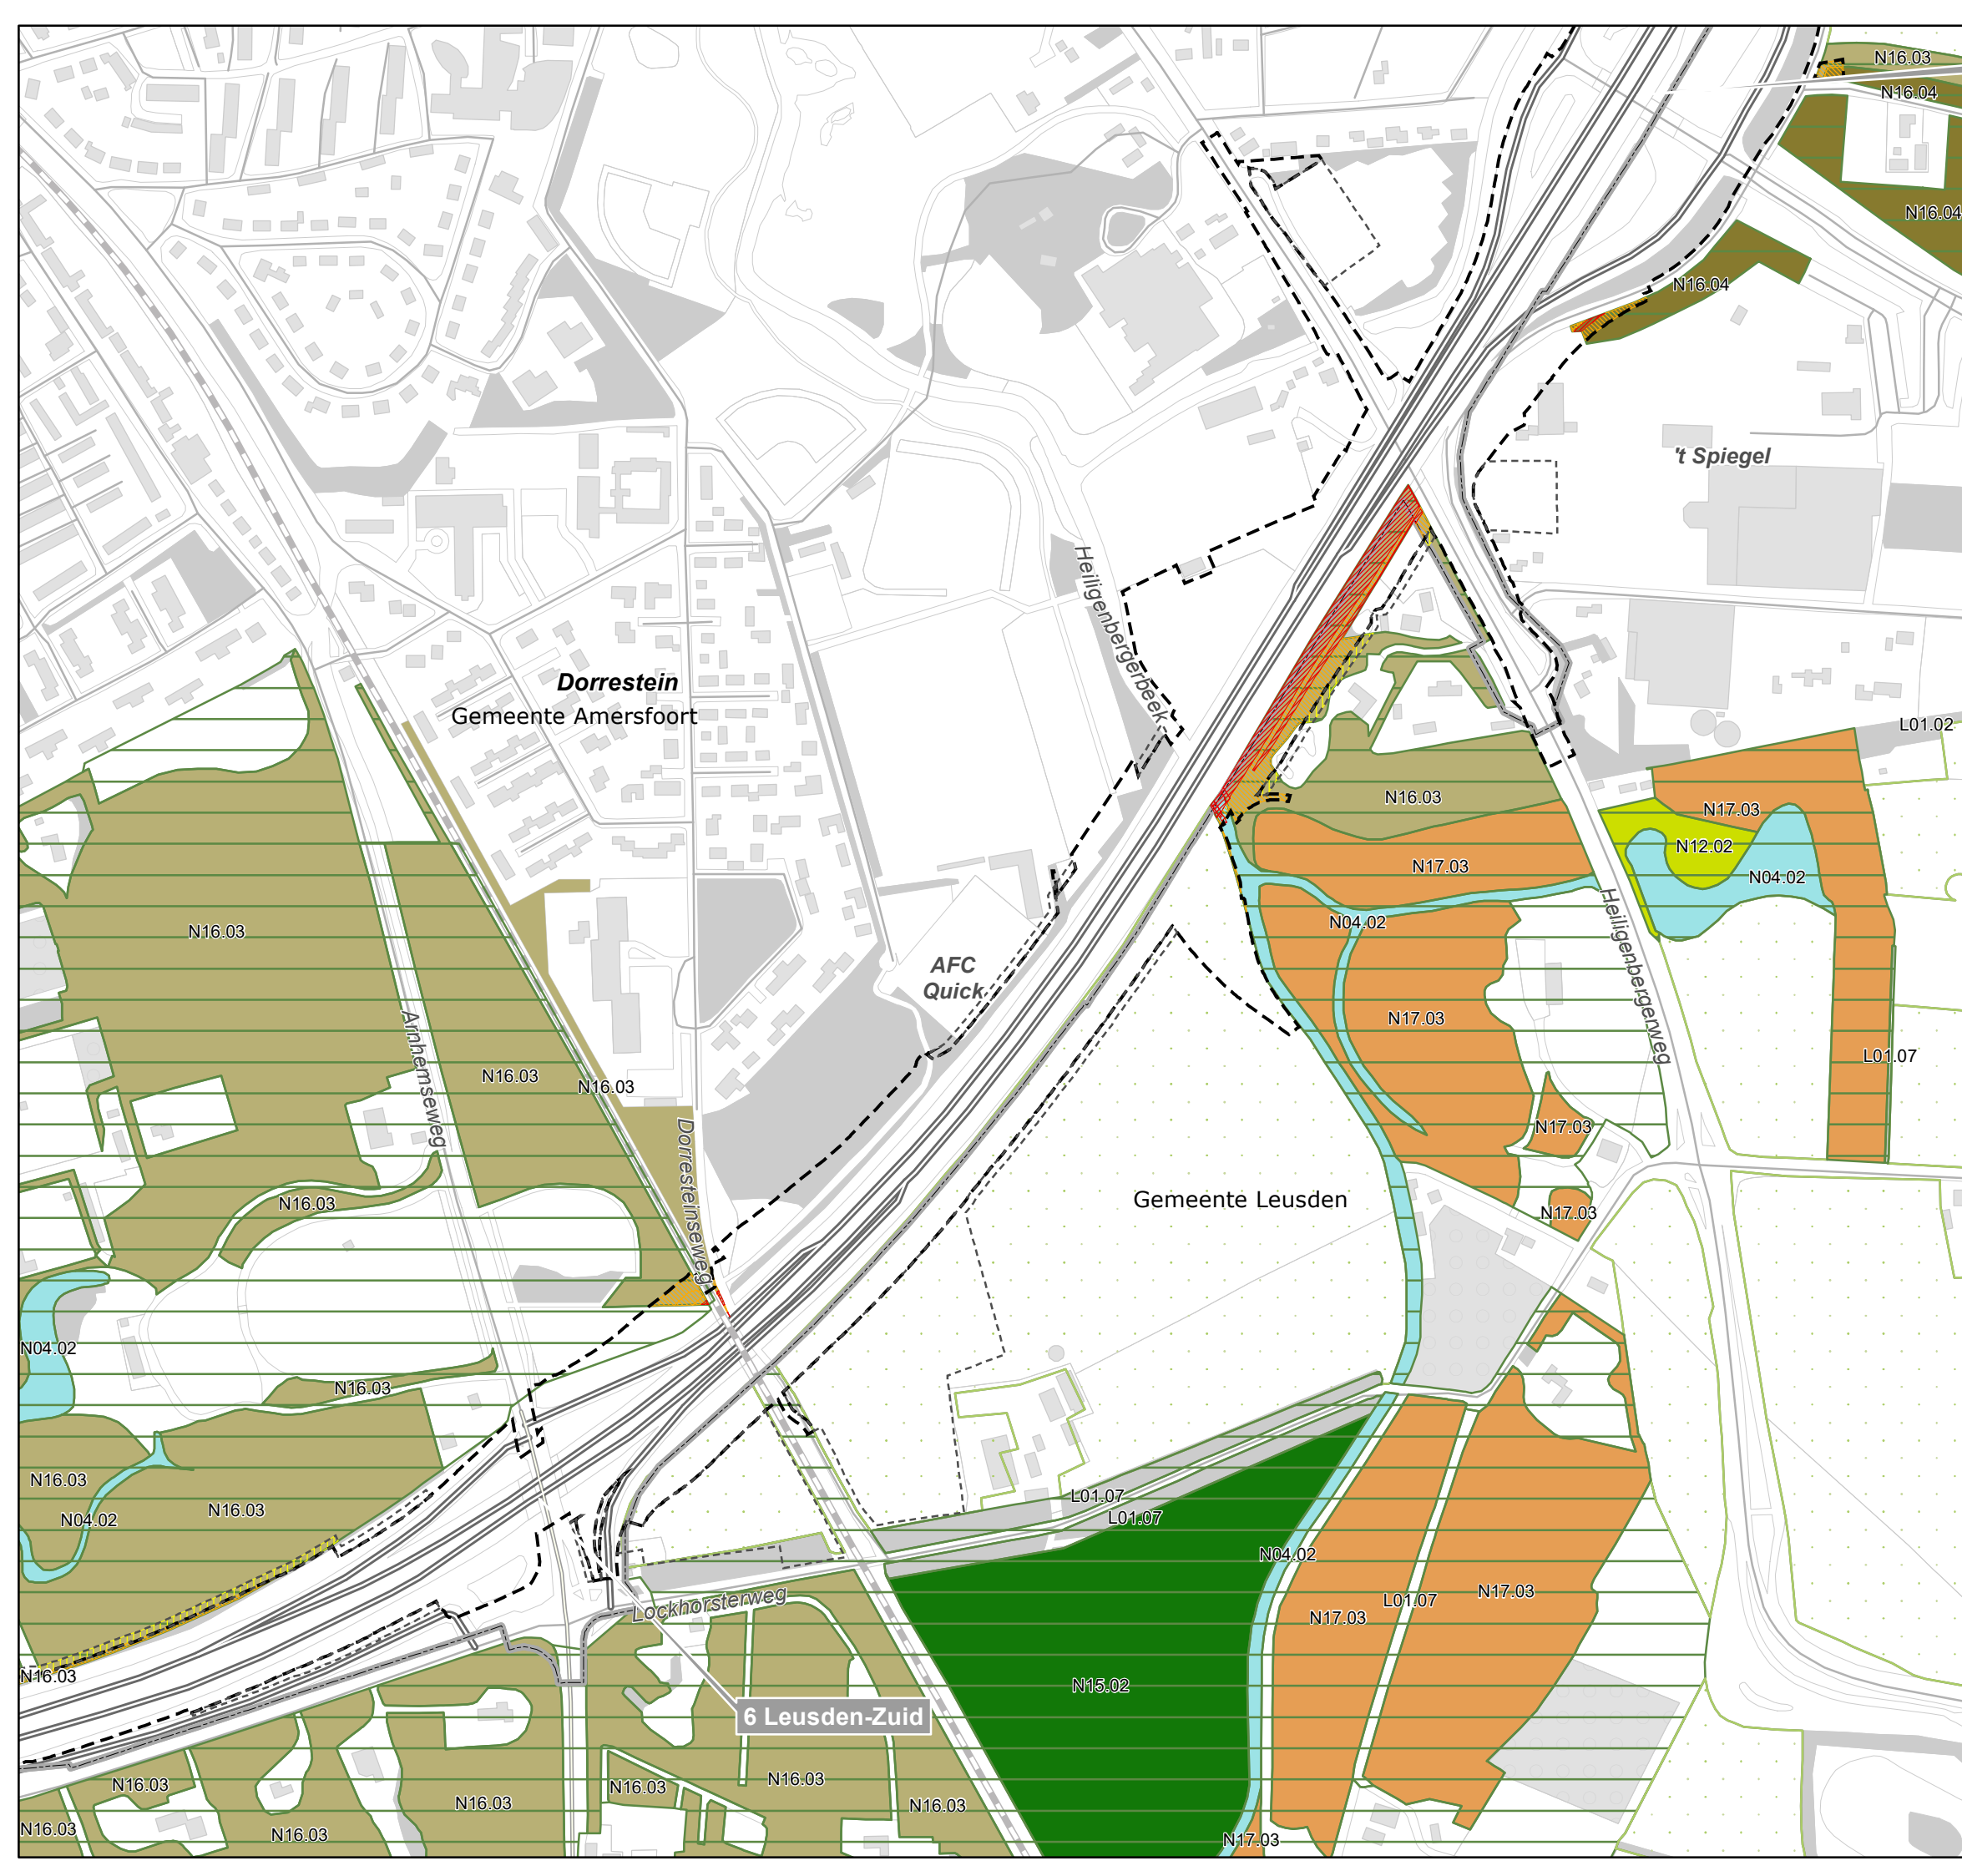 N16.03
N16.04
N16.04
N16.04
't Spiegel
Heiligenbergerbeek
Dorrestein
Gemeente Amersfoort
L01.02
N16.03
N17.03
N12.02
N17.03
N04.02
N04.02
N16.03
Heiligenbergerweg
AFC
Quick
Arnhemseweg
N17.03
N16.03
N16.03
L01.07
N17.03
Dorresteinseweg
Gemeente Leusden
N16.03
N17.03
N04.02
N16.03
N16.03
N16.03
N04.02
L01.07
L01.07
N04.02
N17.03
L01.07
N17.03
Lockhorsterweg
N16.03
N15.02
6 Leusden-Zuid
N16.03
N16.03
N16.03
N16.03
N16.03
N16.03
N16.03
N17.03